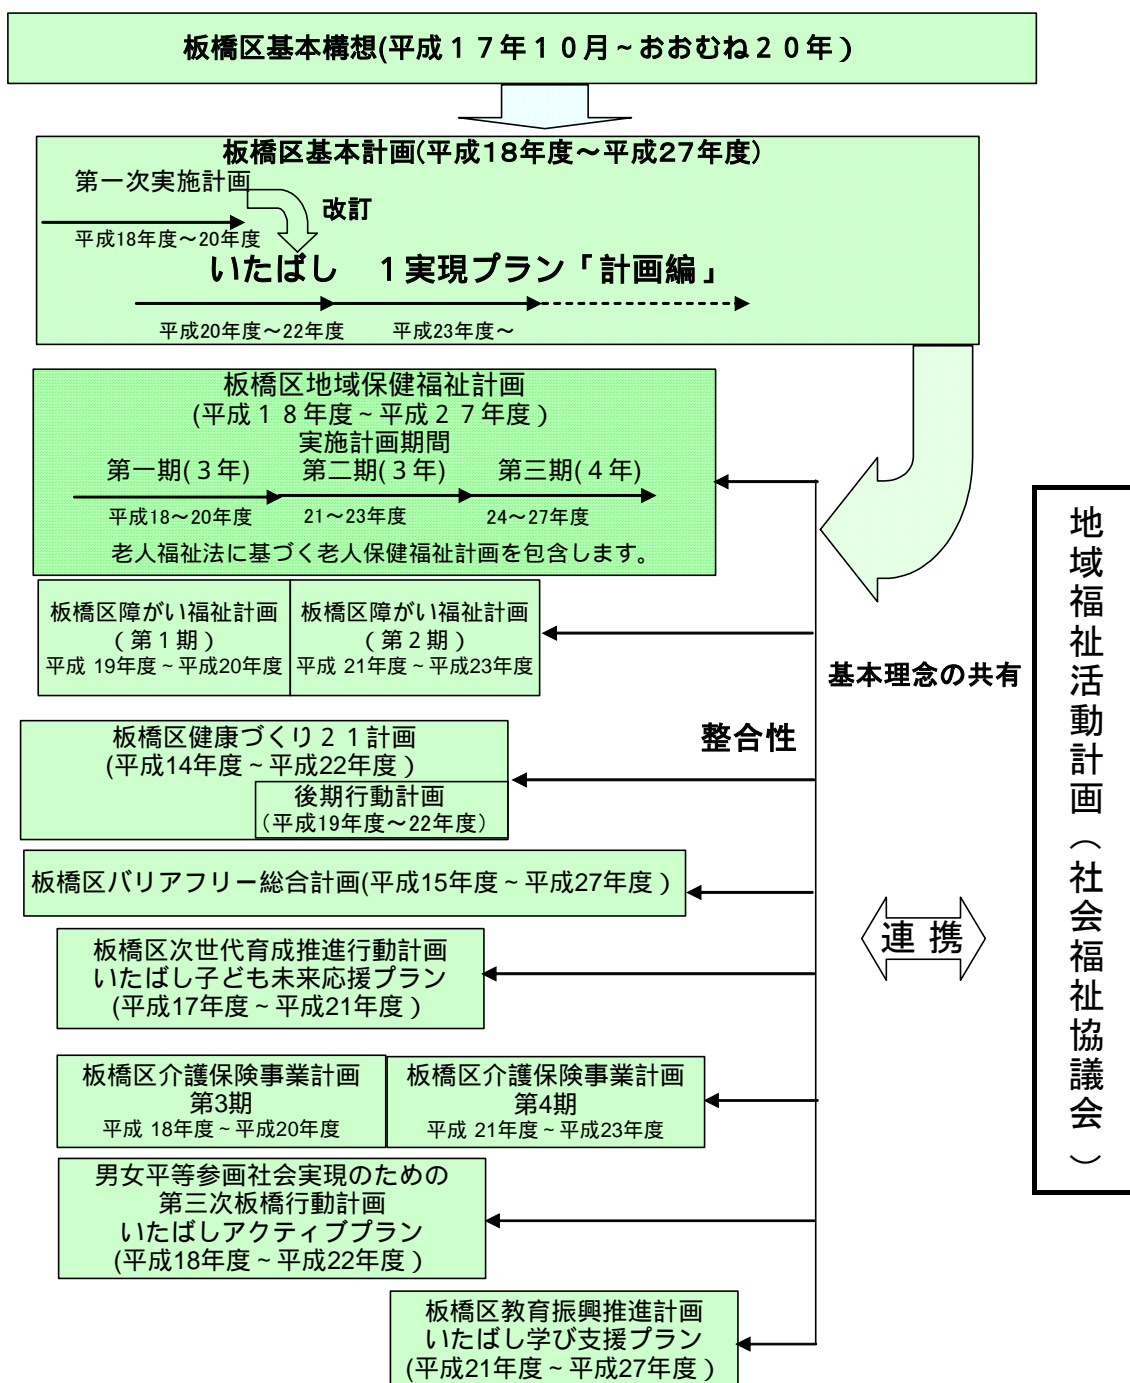 板橋区基本構想(平成１７年１０月～おおむね２０年）
板橋区基本計画(平成18年度～平成27年度)
第一次実施計画
改訂
平成18年度～20年度
いたばし　１実現プラン「計画編」
平成20年度～22年度
平成23年度～
板橋区地域保健福祉計画
(平成１８年度～平成２７年度）
実施計画期間
第一期(３年)
第二期(３年)
第三期(４年)
平成18～20年度
21～23年度
24～27年度
老人福祉法に基づく老人保健福祉計画を包含します。
板橋区障がい福祉計画
（第１期）
平成 19年度～平成20年度
板橋区障がい福祉計画
（第２期）
平成 21年度～平成23年度
基本理念の共有
整合性
板橋区健康づくり２１計画
(平成14年度～平成22年度）
後期行動計画
（平成19年度～22年度）
板橋区バリアフリー総合計画(平成15年度～平成27年度）
連携
板橋区次世代育成推進行動計画
いたばし子ども未来応援プラン
(平成17年度～平成21年度）
板橋区介護保険事業計画
第3期
平成 18年度～平成20年度
板橋区介護保険事業計画
第4期
平成 21年度～平成23年度
男女平等参画社会実現のための
第三次板橋行動計画
いたばしアクティブプラン
(平成18年度～平成22年度）
板橋区教育振興推進計画
いたばし学び支援プラン
(平成21年度～平成27年度）
地域福祉活動計画（社会福祉協議会）